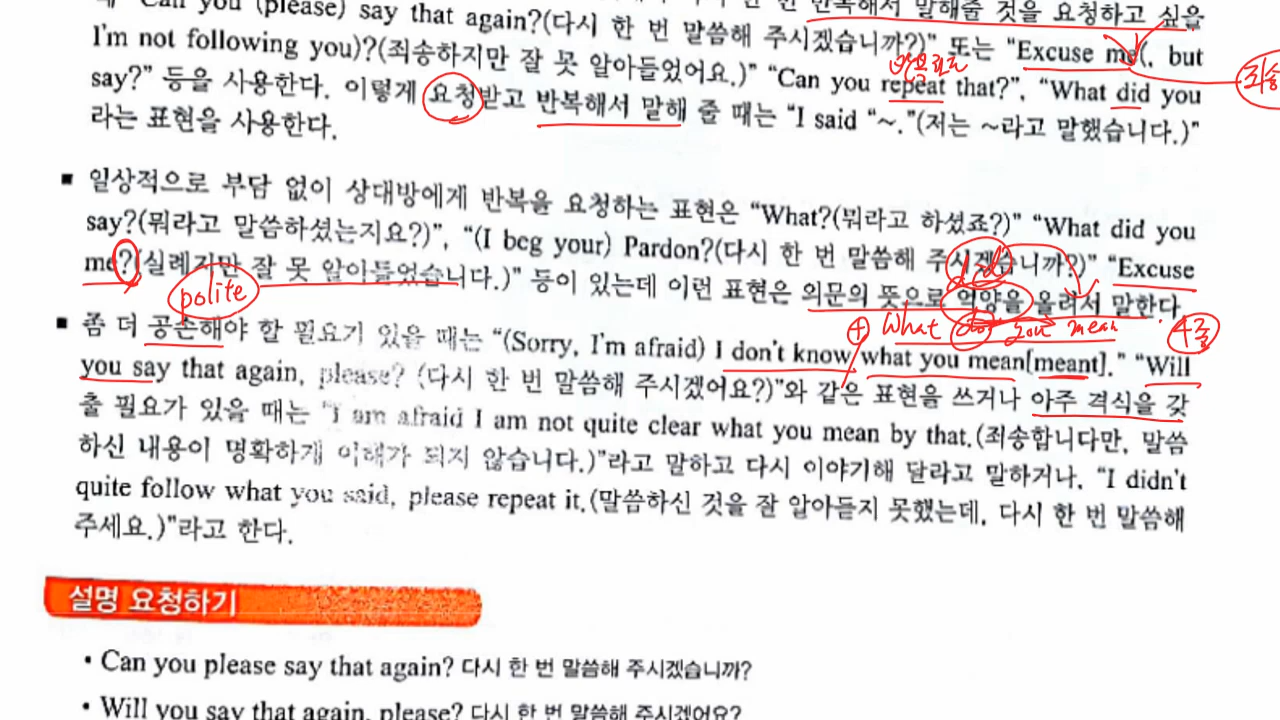 “Can you (please) say that again?(다시 한 번 말씀해 주시겠습니까?)” 또는 “Excuse me(, but
반복해서 말해줄 것을 요청하고 싶을
I'm not following you)?(죄송하지만 잘 못 알아들었어요.)” “Can you repeat that?”, “What did you
say?” 등을 사용한다. 이렇게 요청받고 반복해서 말해 줄 때는 “I said “~.”(저는 ~라고 말했습니다.)”
라는 표현을 사용한다.
죄송
■ 일상적으로 부담 없이 상대방에게 반복을 요청하는 표현은 “What?(뭐라고 하셨죠?)” “What did you
say?(뭐라고 말씀하셨는지요?)”, “(I beg your) Pardon?(다시 한 번 말씀해 주시겠습니까?)” “Excuse
me?(실례지만 잘 못 알아들었습니다.)” 등이 있는데 이런 표현은 의문의 뜻으로 억양을 올려서 말한다.
polite
What do you mean
■ 좀 더 공손해야 할 필요가 있을 때는 “(Sorry, I'm afraid) I don't know what you mean[meant].” “Will
you say that again, please? (다시 한 번 말씀해 주시겠어요?)”와 같은 표현을 쓰거나 아주 격식을 갖
출 필요가 있을 때는 “I am afraid I am not quite clear what you mean by that.(죄송합니다만, 말씀
하신 내용이 명확하게 이해가 되지 않습니다.)”라고 말하고 다시 이야기해 달라고 말하거나, “I didn't
quite follow what you said, please repeat it.(말씀하신 것을 잘 알아듣지 못했는데, 다시 한 번 말씀해
주세요.)”라고 한다.
설명 요청하기
• Can you please say that again? 다시 한 번 말씀해 주시겠습니까?
• Will you say that again, please? 다시 한 번 말씀해 주시겠어요?